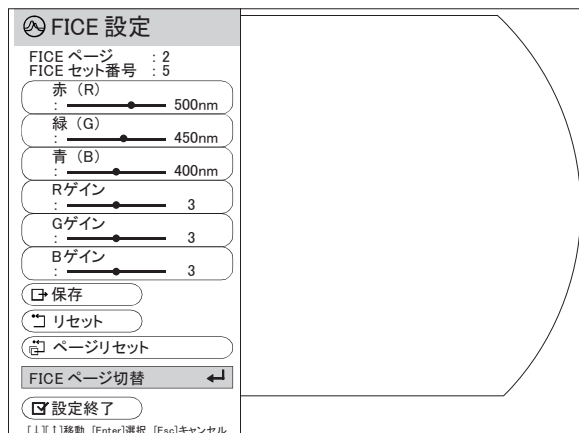 FICE 設定
FICE ページ : 2
FICE セット番号 : 5
赤（R）
: 500nm
緑（G）
: 450nm
青（B）
: 400nm
Rゲイン
: 3
Gゲイン
: 3
Bゲイン
: 3
保存
リセット
ページリセット
FICE ページ切替
設定終了
[↓][↑]移動 [Enter]選択 [Esc]キャンセル